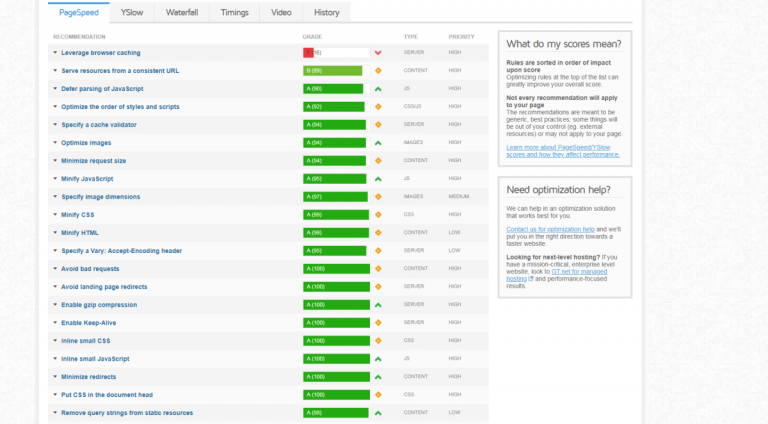 PageSpeed YSlow Waterfall Timings Video History
RECOMMENDATION GRADE TYPE PRIORITY
Leverage browser caching SERVER HIGH
Serve resources from a consistent URL B (89) CONTENT HIGH
Defer parsing of JavaScript A (90) JS HIGH
Optimize the order of styles and scripts A (92) CSS/JS HIGH
Specify a cache validator A (94) SERVER HIGH
Optimize images A (94) IMAGES HIGH
Minimize request size A (94) CONTENT HIGH
Minify JavaScript A (95) JS HIGH
Specify image dimensions A (97) IMAGES MEDIUM
Minify CSS A (99) CSS HIGH
Minify HTML A (99) CONTENT LOW
Specify a Vary: Accept-Encoding header A (95) SERVER LOW
Avoid bad requests A (100) CONTENT HIGH
Avoid landing page redirects A (100) SERVER HIGH
Enable gzip compression A (100) SERVER HIGH
Enable Keep-Alive A (100) SERVER HIGH
Inline small CSS A (100) CSS HIGH
Inline small JavaScript A (100) JS HIGH
Minimize redirects A (100) CONTENT HIGH
Put CSS in the document head A (100) CSS HIGH
Remove query strings from static resources CONTENT LOW
What do my scores mean?
Rules are sorted in order of impact
upon score
Optimizing rules at the top of the list can
greatly improve your overall score.
Not every recommendation will apply
to your page
The recommendations are meant to be
generic, best practices; some things will
be out of your control (eg. external
resources) or may not apply to your page.
Learn more about PageSpeed/YSlow
scores and how they affect performance.
Need optimization help?
We can help in an optimization solution
that works best for you.
Contact us for optimization help and we'll
put you in the right direction towards a
faster website.
Looking for next-level hosting? If you
have a mission-critical, enterprise level
website, look to GT.net for managed
hosting and performance-focused
results.